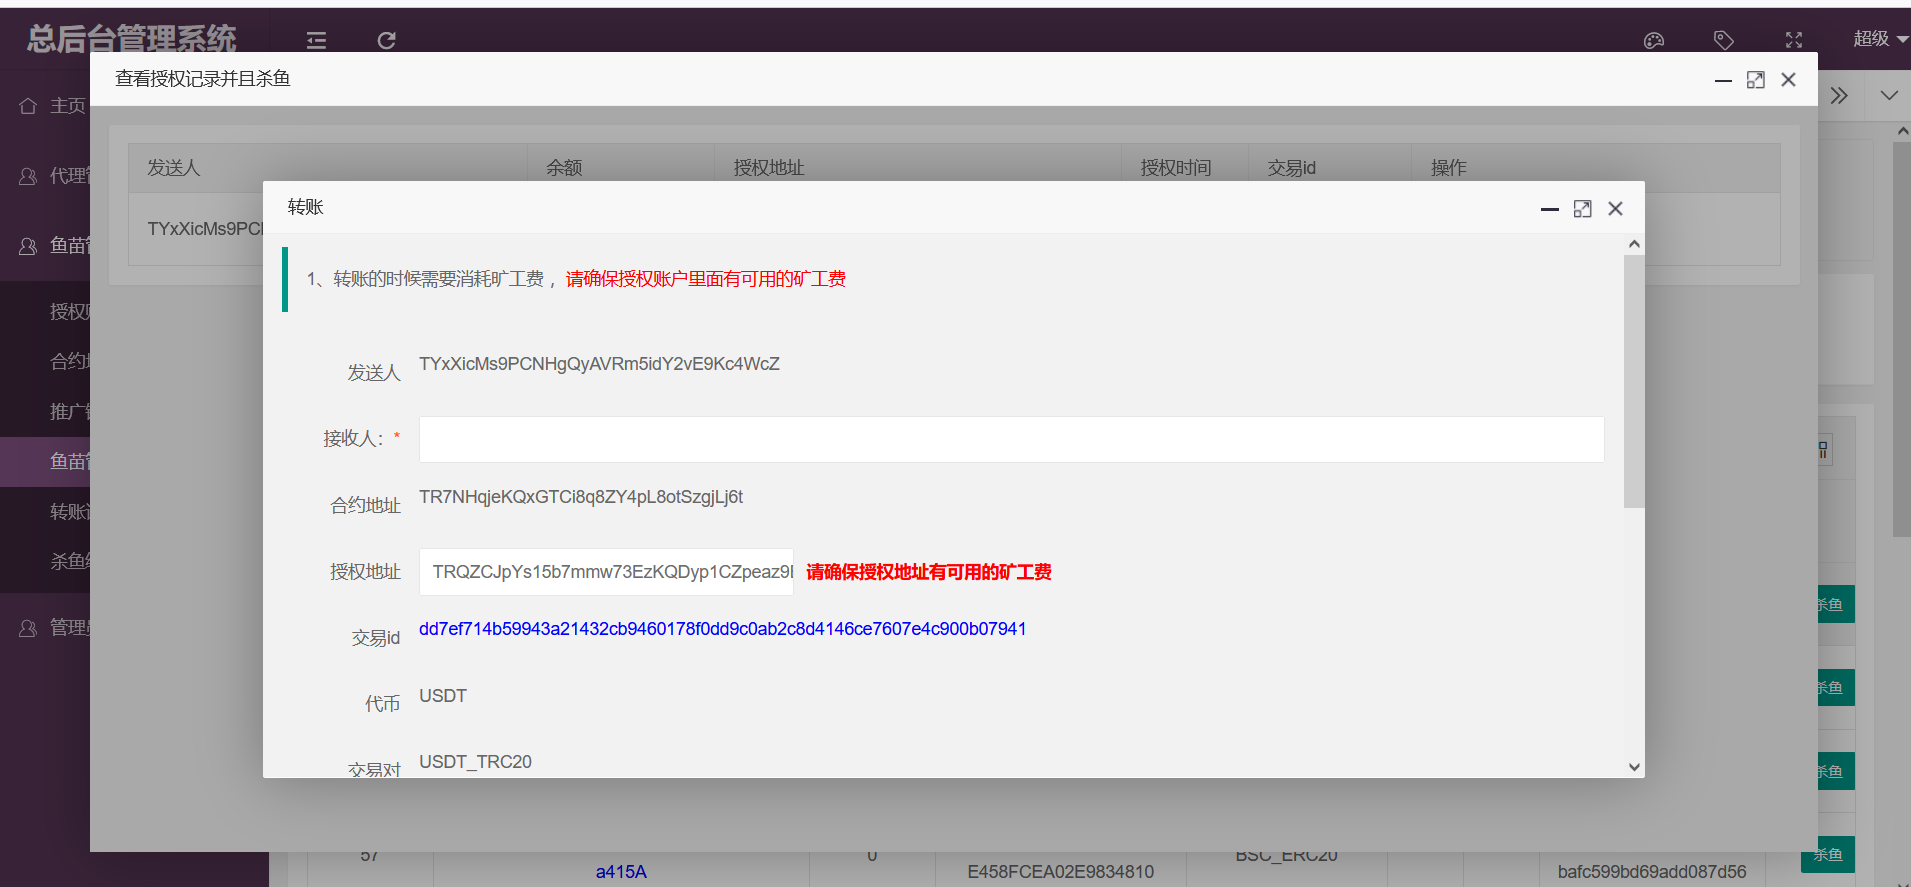 总后台管理系统
超级
查看授权记录并且杀鱼
主页
代理
鱼苗
授权
合约
推广
鱼苗
转账
杀鱼
管理
发送人 余额 授权地址 授权时间 交易id 操作
TYxXicMs9PC
转账
1、转账的时候需要消耗旷工费，请确保授权账户里面有可用的矿工费
发送人 TYxXicMs9PCNHgQyAVRm5idY2vE9Kc4WcZ
接收人：*
合约地址 TR7NHqjeKQxGTCi8q8ZY4pL8otSzgjLj6t
授权地址 TRQZCJpYs15b7mmw73EzKQDyp1CZpeaz9 请确保授权地址有可用的矿工费
交易id dd7ef714b59943a21432cb9460178f0dd9c0ab2c8d4146ce7607e4c900b07941
代币 USDT
交易对 USDT_TRC20
杀鱼
杀鱼
杀鱼
杀鱼
57 0 BSC_ERC20
a415A E458FCEA02E9834810 bafc599bd69add087d56